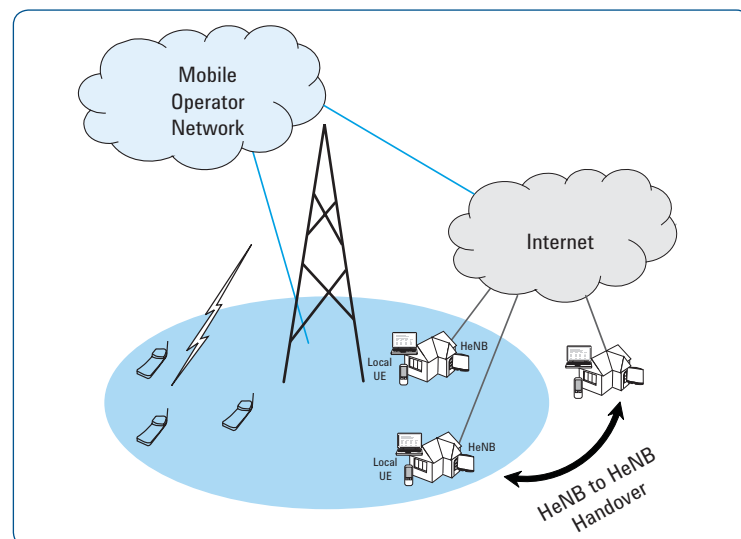 Mobile
Operator
Network
Internet
HeNB
Local
UE
HeNB
Local
UE
HeNB to HeNB
Handover